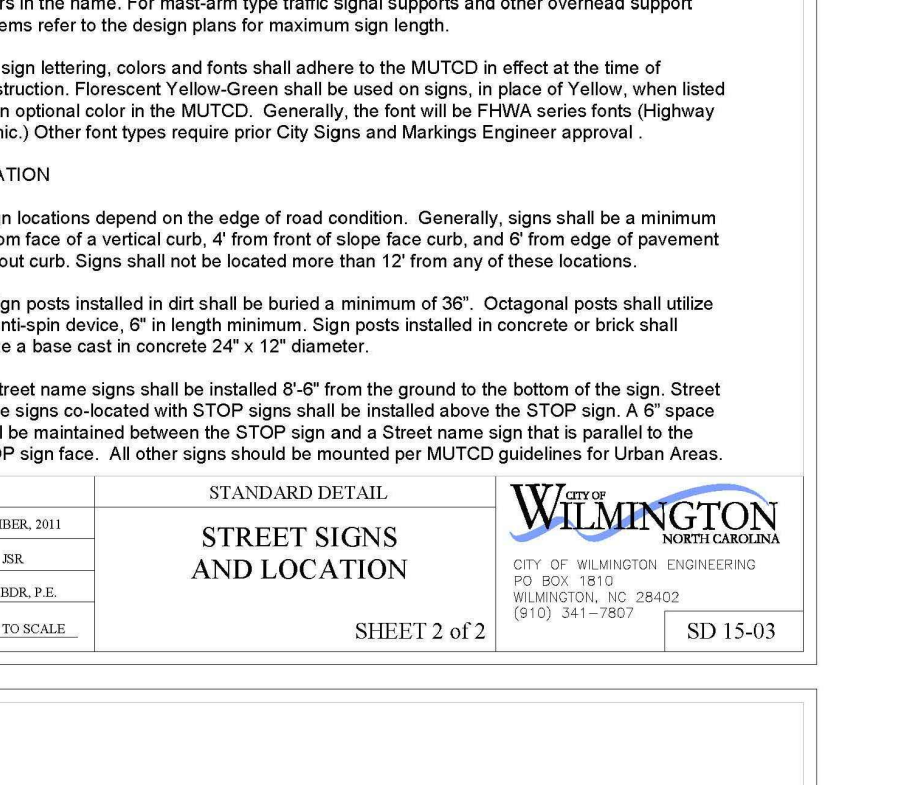 rs in the name. For mast-arm type traffic signal supports and other overhead support
ems refer to the design plans for maximum sign length.
sign lettering, colors and fonts shall adhere to the MUTCD in effect at the time of
struction. Florescent Yellow-Green shall be used on signs, in place of Yellow, when listed
n optional color in the MUTCD. Generally, the font will be FHWA series fonts (Highway
nic.) Other font types require prior City Signs and Markings Engineer approval .
ATION
gn locations depend on the edge of road condition. Generally, signs shall be a minimum
om face of a vertical curb, 4' from front of slope face curb, and 6' from edge of pavement
out curb. Signs shall not be located more than 12' from any of these locations.
ign posts installed in dirt shall be buried a minimum of 36”. Octagonal posts shall utilize
nti-spin device, 6" in length minimum. Sign posts installed in concrete or brick shall
e a base cast in concrete 24" x 12" diameter.
treet name signs shall be installed 8'-6" from the ground to the bottom of the sign. Street
e signs co-located with STOP signs shall be installed above the STOP sign. A 6” space
l be maintained between the STOP sign and a Street name sign that is parallel to the
OP sign face. All other signs should be mounted per MUTCD guidelines for Urban Areas.
STANDARD DETAIL
STREET SIGNS
AND LOCATION
SHEET 2 of 2
MBER, 2011
JSR
BDR, P.E.
TO SCALE
CITY OF
WILMINGTON
NORTH CAROLINA
CITY OF WILMINGTON ENGINEERING
PO BOX 1810
WILMINGTON, NC 28402
(910) 341-7807
SD 15-03